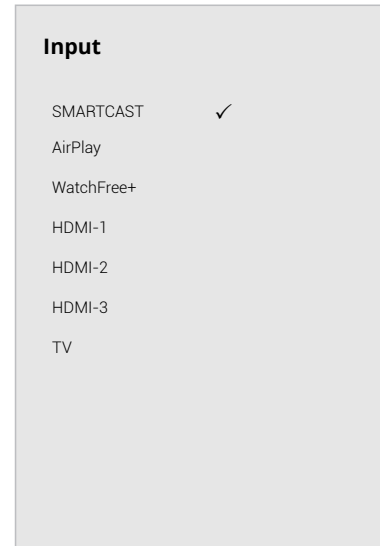 Input
SMARTCAST ✓
AirPlay
WatchFree+
HDMI-1
HDMI-2
HDMI-3
TV